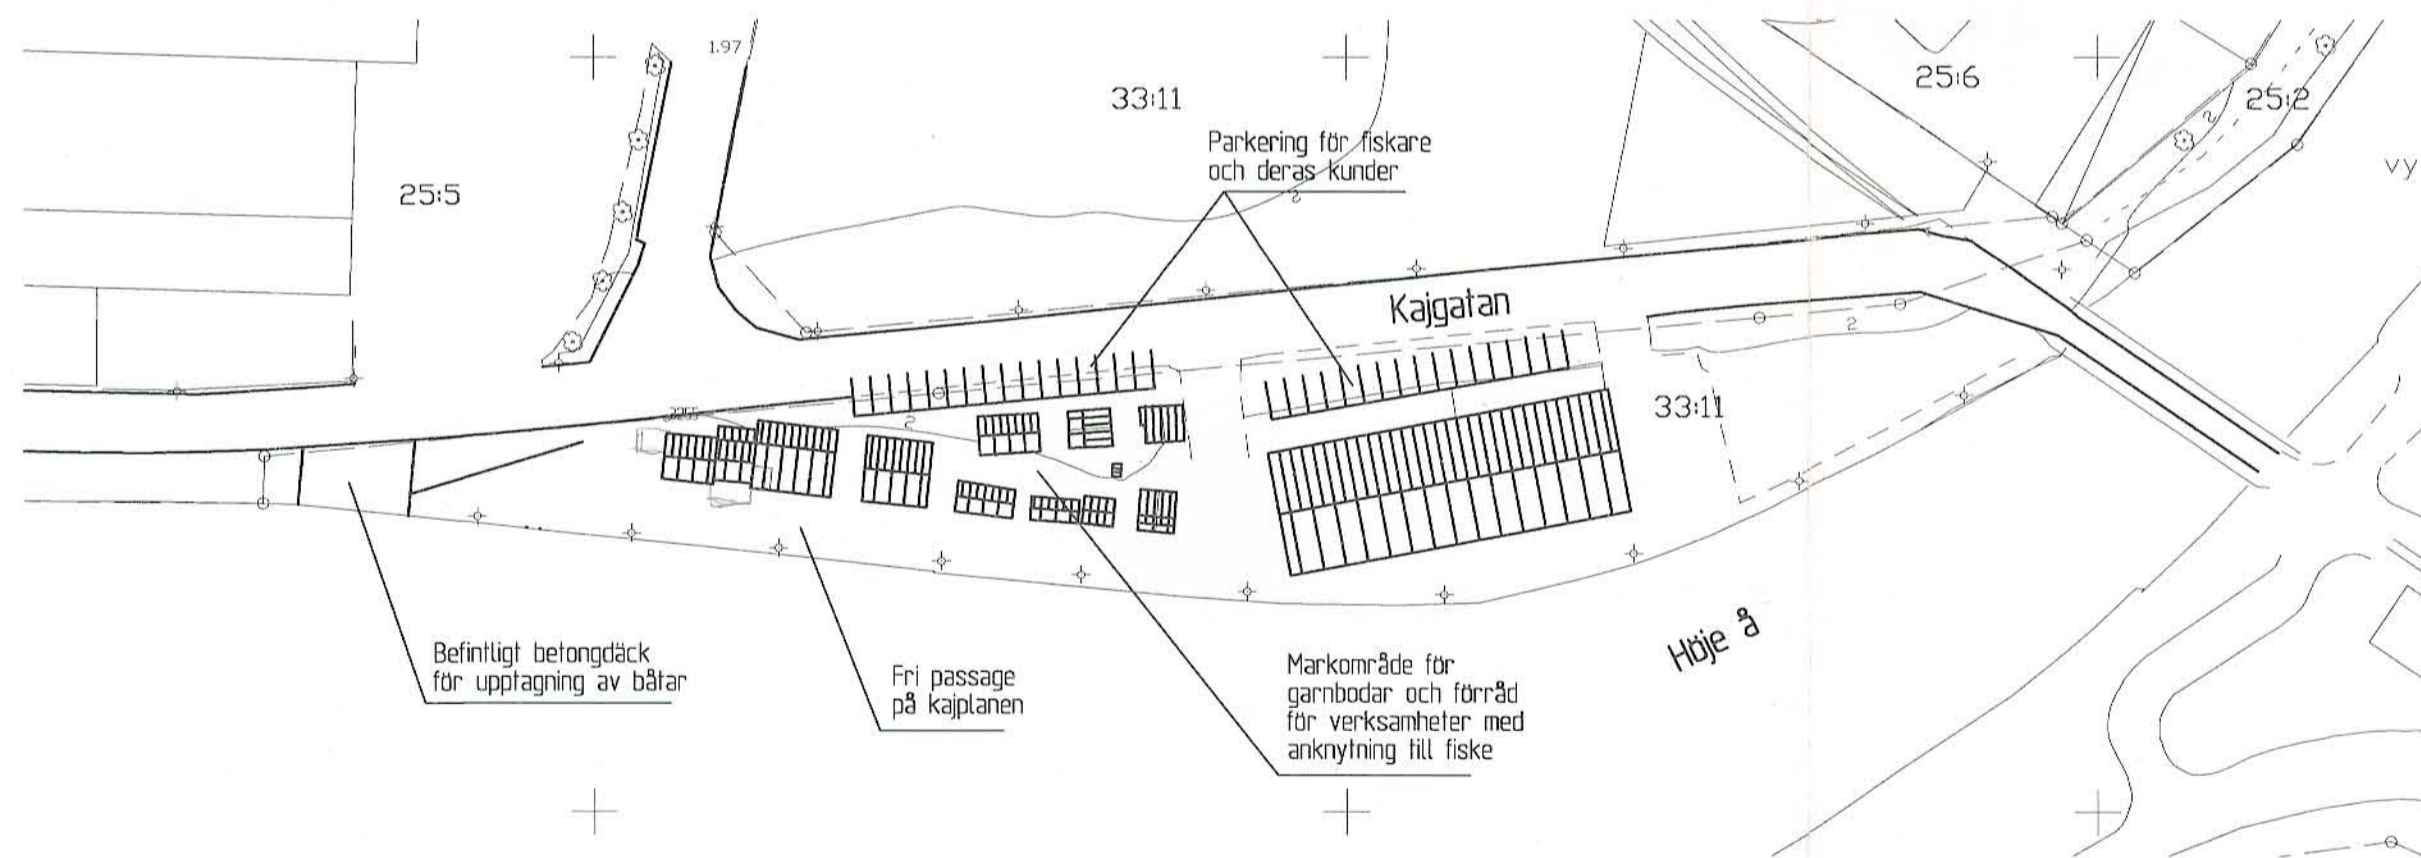 1.97
33:11
25:6
25:2
2
vy
Parkering för fiskare
och deras kunder
2
25:5
Kajgatan
2
33:11
2
Höje å
Befintligt betongdäck
för upptagning av båtar
Fri passage
på kajplanen
Markområde för
garnbodar och förråd
för verksamheter med
anknytning till fiske